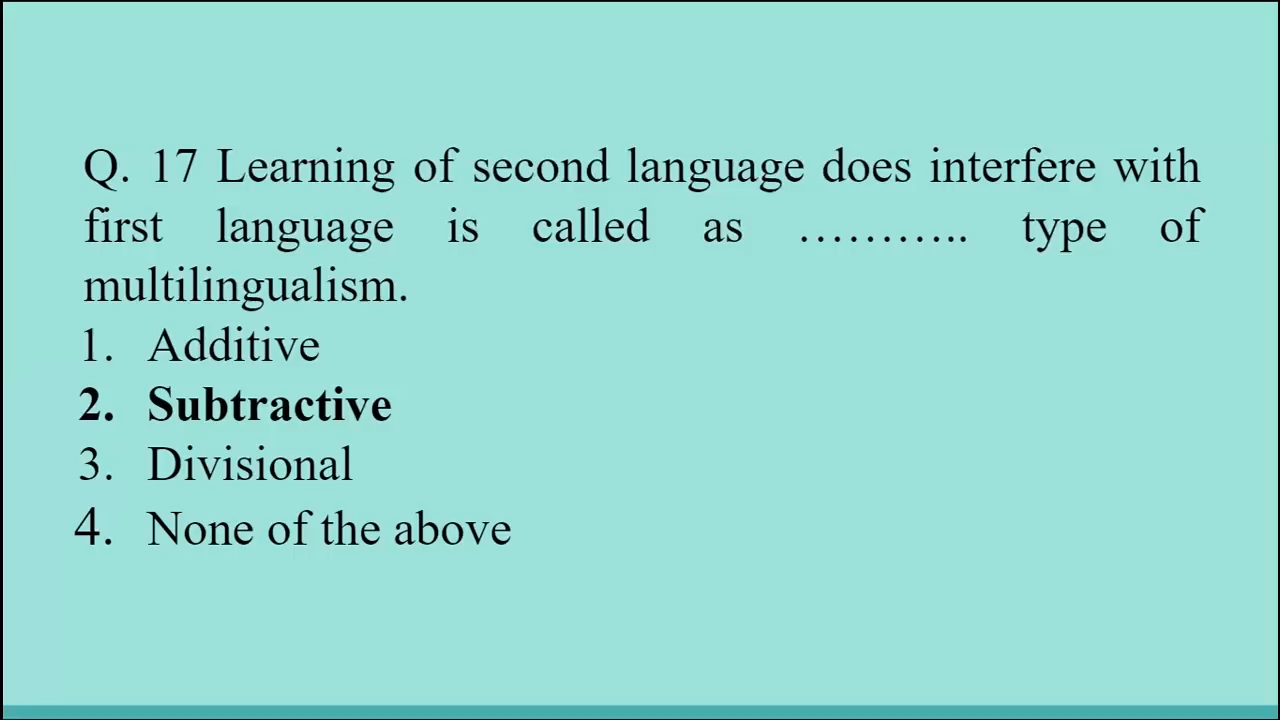 Q. 17 Learning of second language does interfere with
first language is called as ……….. type of
multilingualism.
1. Additive
2. Subtractive
3. Divisional
4. None of the above